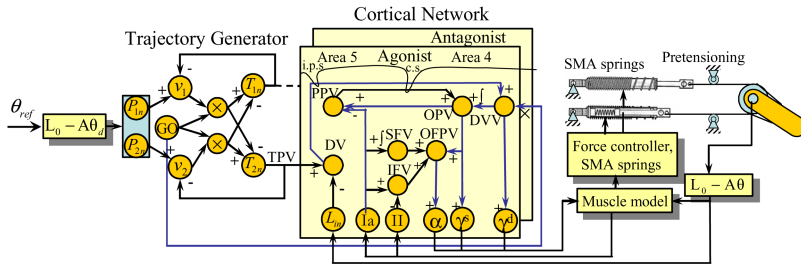 Cortical Network
Trajectory Generator
Antagonist
Agonist
i.p.s
Area 5
c.s
Area 4
SMA springs
Pretensioning
θref
L0 − Aθd
P1n
P2n
GO
v1
v2
×
×
T1n
T2n
TPV
PPV
DV
SFV
IFV
OFPV
OPV
DVV
×
Lin
Ia
II
α
γs
γd
Force controller,
SMA springs
Muscle model
L0 − Aθ